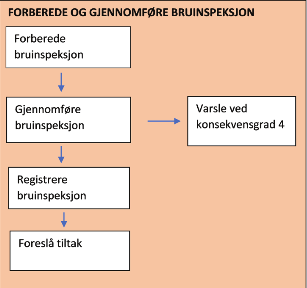 FORBEREDE OG GJENNOMFØRE BRUINSPEKSJON
Forberede
bruinspeksjon
Gjennomføre
bruinspeksjon
Varsle ved
konsekvensgrad 4
Registrere
bruinspeksjon
Foreslå tiltak